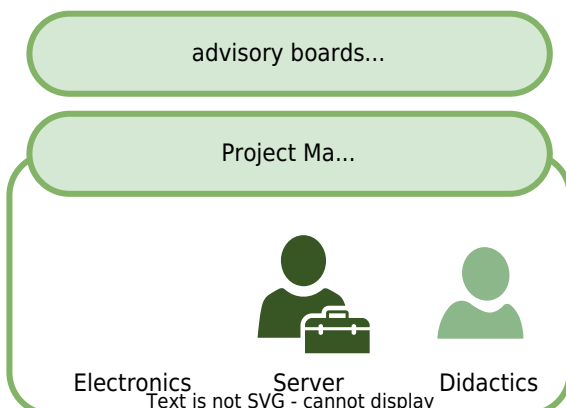 advisory boards...
Project Ma...
Electronics Server Didactics
Text is not SVG - cannot display